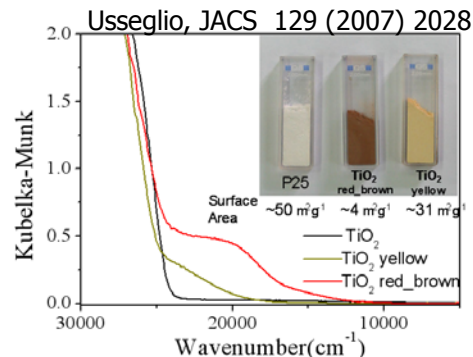 Usseglio, JACS 129 (2007) 2028
2.0
1.5
1.0
0.5
0.0
Kubelka-Munk
P25
TiO2 red_brown
TiO2 yellow
Surface Area
~50 m²g⁻¹
~4 m²g⁻¹
~31 m²g⁻¹
TiO2
TiO2 yellow
TiO2 red_brown
30000 20000 10000
Wavenumber(cm⁻¹)